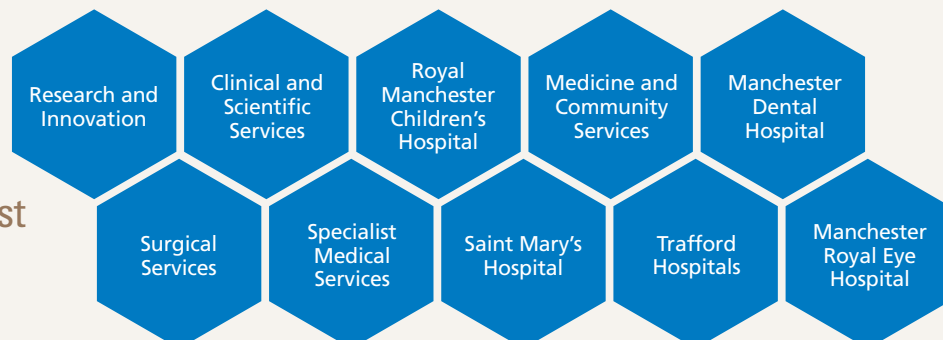 Research and
Innovation
Clinical and
Scientific
Services
Royal
Manchester
Children's
Hospital
Medicine and
Community
Services
Manchester
Dental
Hospital
st
Surgical
Services
Specialist
Medical
Services
Saint Mary's
Hospital
Trafford
Hospitals
Manchester
Royal Eye
Hospital